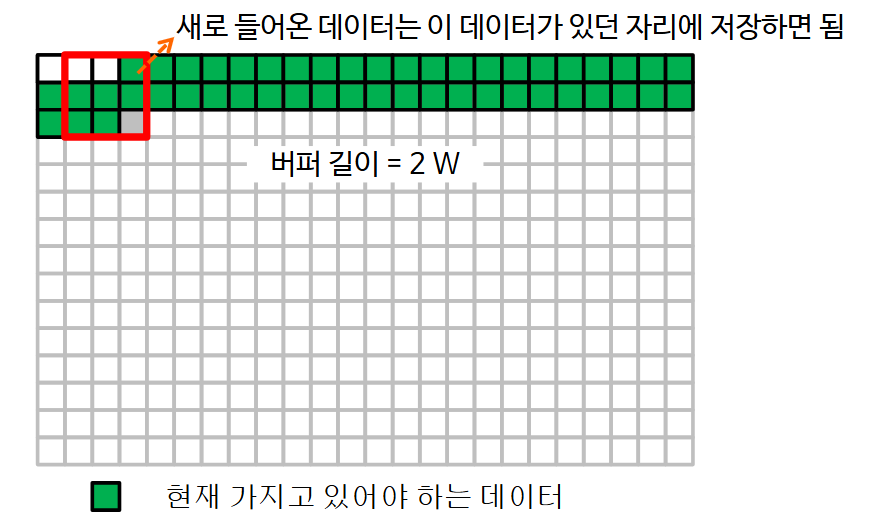 새로 들어온 데이터는 이 데이터가 있던 자리에 저장하면 됨
버퍼 길이 = 2 W
현재 가지고 있어야 하는 데이터